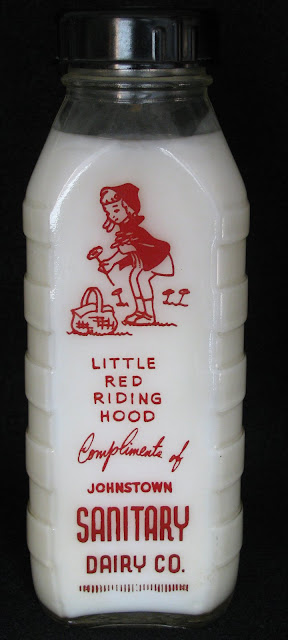 LITTLE
RED
RIDING
HOOD
Compliments of
JOHNSTOWN
SANITARY
DAIRY CO.